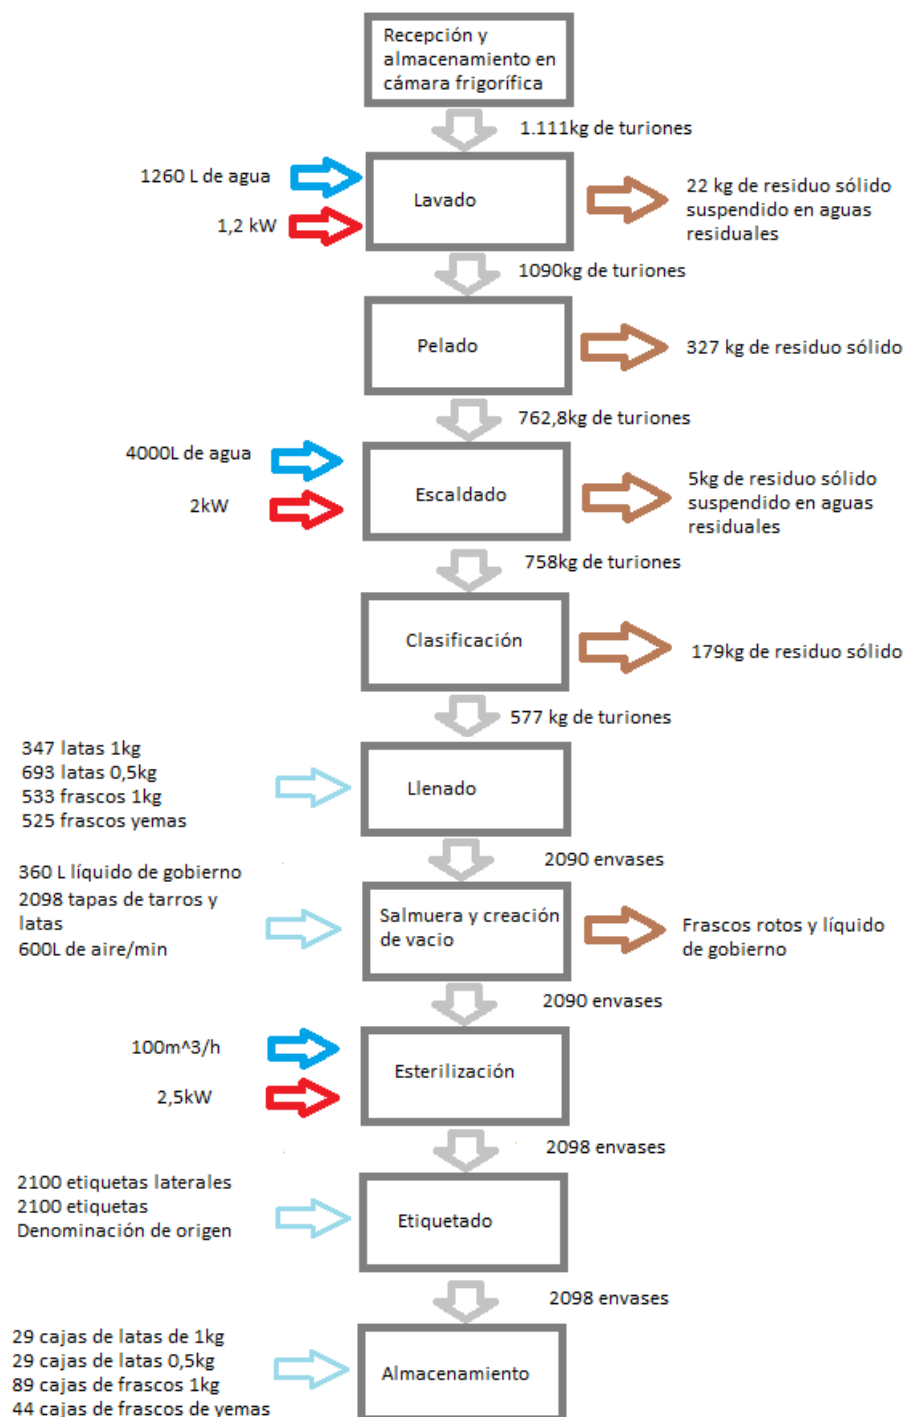 Recepción y
almacenamiento en
cámara frigorífica
1.111kg de turiones
1260 L de agua
1,2 kW
Lavado
22 kg de residuo sólido
suspendido en aguas
residuales
1090kg de turiones
Pelado
327 kg de residuo sólido
762,8kg de turiones
4000L de agua
2kW
Escaldado
5kg de residuo sólido
suspendido en aguas
residuales
758kg de turiones
Clasificación
179kg de residuo sólido
577 kg de turiones
347 latas 1kg
693 latas 0,5kg
533 frascos 1kg
525 frascos yemas
Llenado
2090 envases
360 L líquido de gobierno
2098 tapas de tarros y
latas
600L de aire/min
Salmuera y creación
de vacio
Frascos rotos y líquido
de gobierno
2090 envases
100m^3/h
2,5kW
Esterilización
2098 envases
2100 etiquetas laterales
2100 etiquetas
Denominación de origen
Etiquetado
2098 envases
29 cajas de latas de 1kg
29 cajas de latas 0,5kg
89 cajas de frascos 1kg
44 cajas de frascos de yemas
Almacenamiento